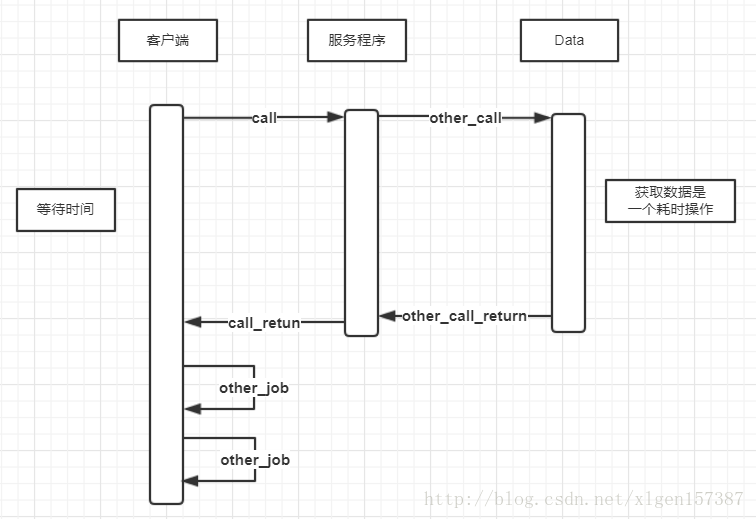 客户端
服务程序
Data
call
other_call
等待时间
获取数据是
一个耗时操作
call_retun
other_call_return
other_job
other_job
http://blog.csdn.net/xlgen157387